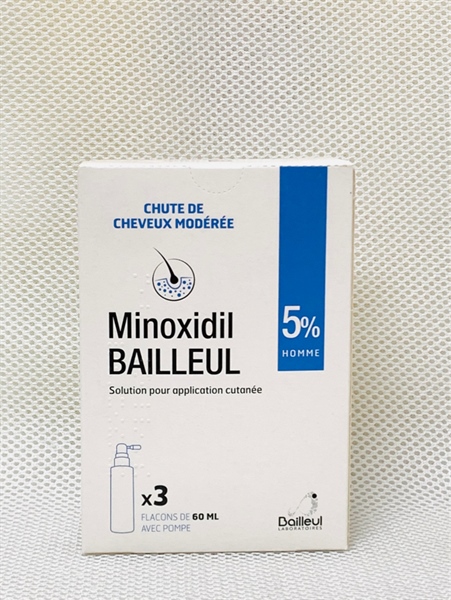 CHUTE DE
CHEVEUX MODÉRÉE
Minoxidil
BAILLEUL
5%
HOMME
Solution pour application cutanée
x3
FLACONS DE 60 ML
AVEC POMPE
Bailleul
LABORATOIRES